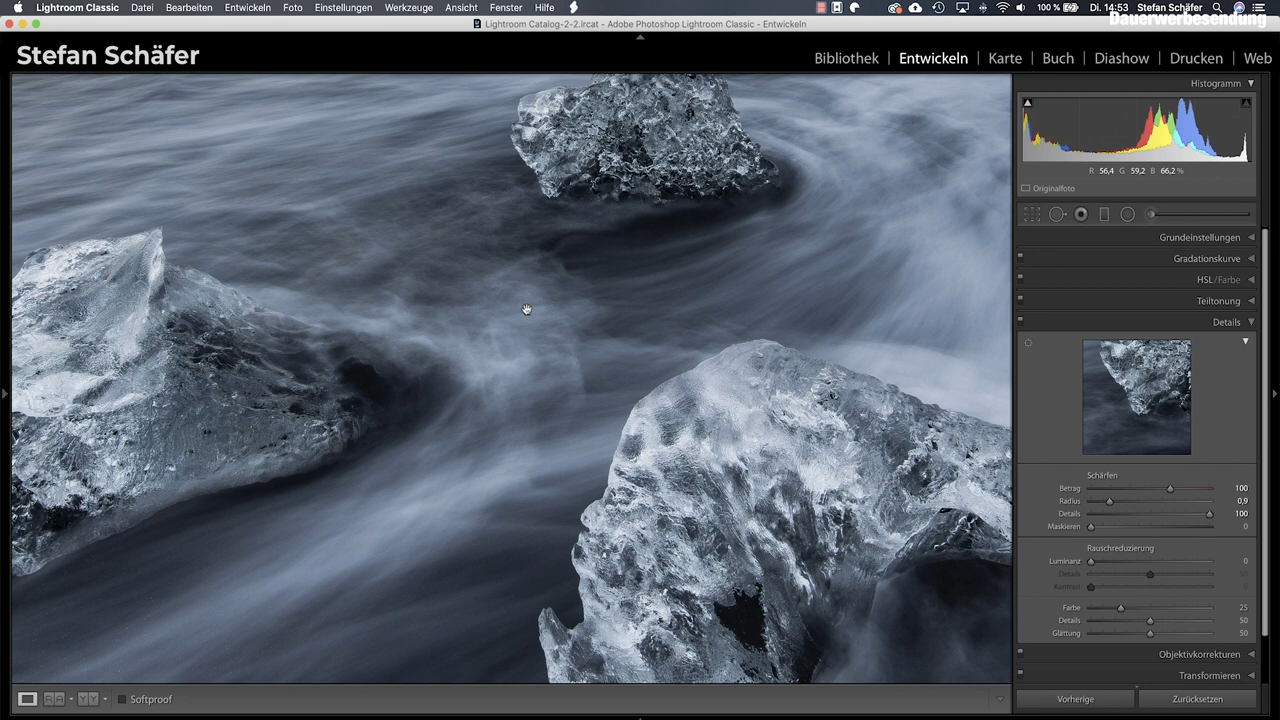 Lightroom Classic Datei Bearbeiten Entwickeln Foto Einstellungen Werkzeuge Ansicht Fenster Hilfe 100 % Di. 14:53 Stefan Schäfer
Lightroom Catalog-2-2.lrcat - Adobe Photoshop Lightroom Classic - Entwickeln
Dauerwerbesendung
Stefan Schäfer
Bibliothek | Entwickeln | Karte | Buch | Diashow | Drucken | Web
Histogramm
R 56,4 G 59,2 B 66,2 %
Originalfoto
Grundeinstellungen
Gradationskurve
HSL / Farbe
Teiltonung
Details
Schärfen
Betrag 100
Radius 0,9
Details 100
Maskieren 0
Rauschreduzierung
Luminanz 0
Details 50
Kontrast 0
Farbe 25
Details 50
Glättung 50
Objektivkorrekturen
Transformieren
R A Y Y Softproof
Vorherige Zurücksetzen